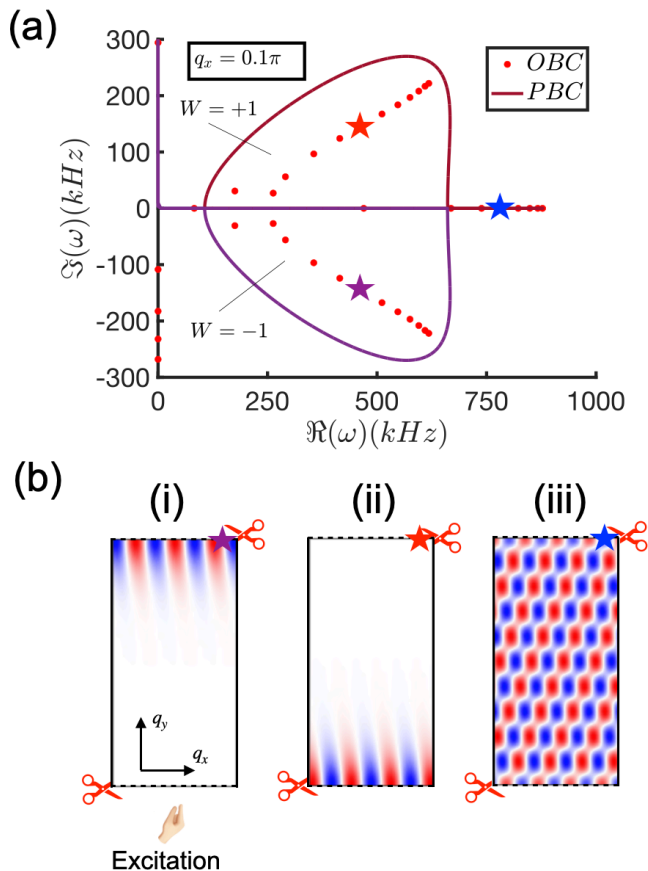 (a)
300
200
100
0
-100
-200
-300
ℑ(ω)(kHz)
q_x = 0.1π
W = +1
W = −1
OBC
PBC
0
250
500
750
1000
ℜ(ω)(kHz)
(b)
(i)
(ii)
(iii)
q_y
q_x
Excitation